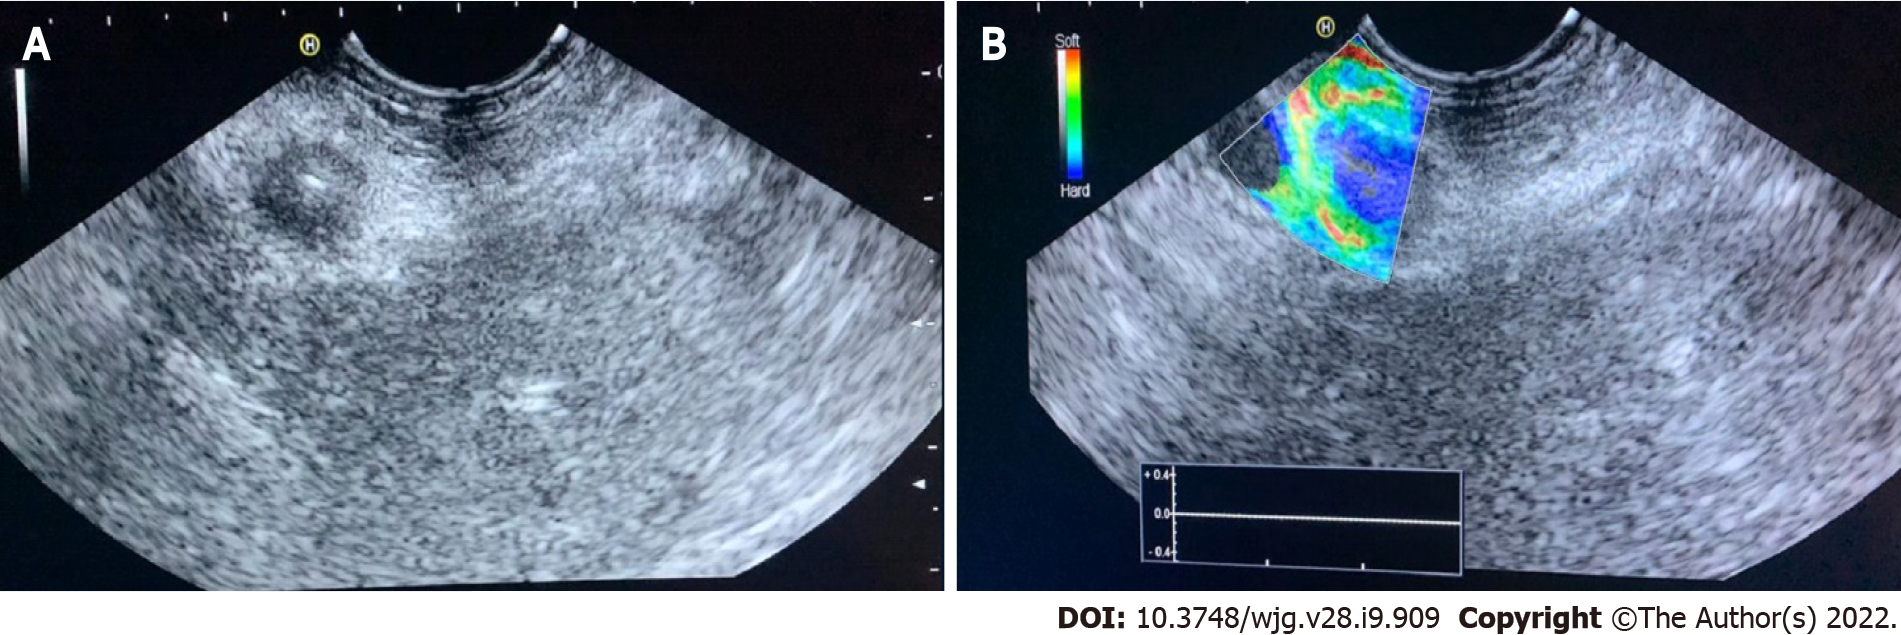 A
H
B
H
Soft
Hard
+ 0.4
0.0
- 0.4
DOI: 10.3748/wjg.v28.i9.909 Copyright ©The Author(s) 2022.